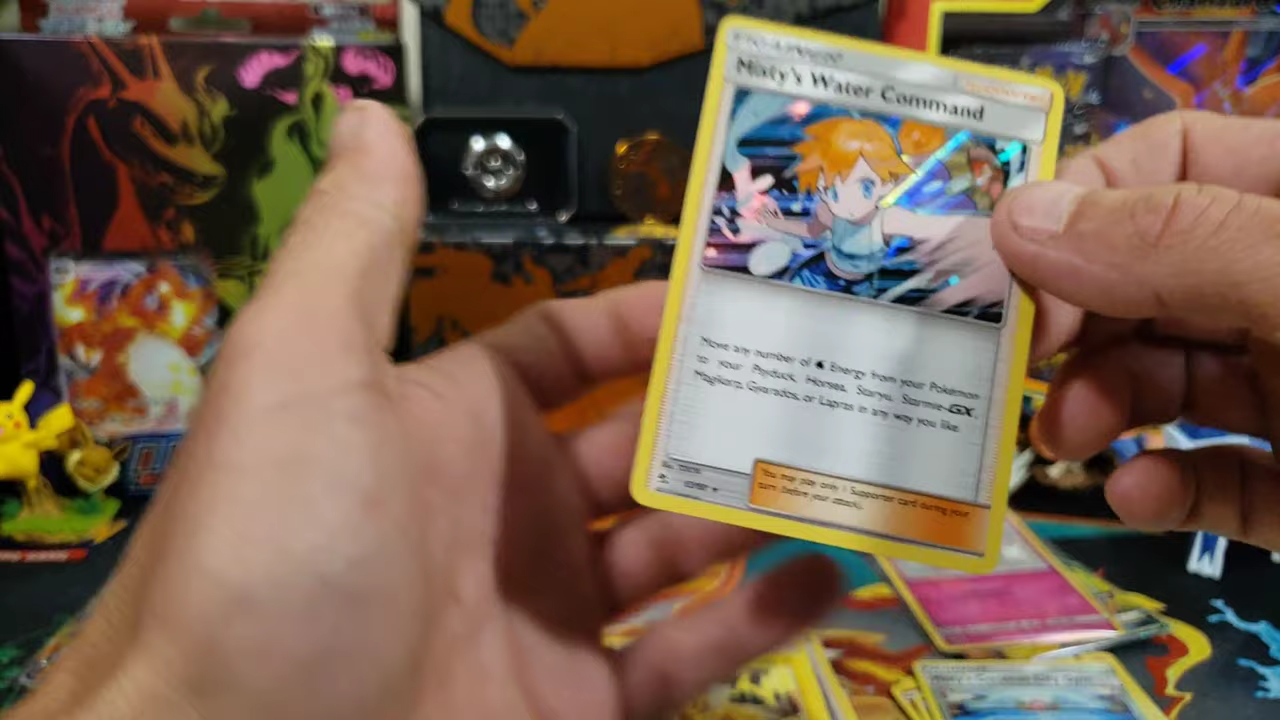 Misty's Water Command
Move any number of Energy from your Pokémon
to your Psyduck, Horsea, Staryu, Starmie-GX,
Magikarp, Gyarados, or Lapras in any way you like.
You may play only 1 Supporter card during your
turn (before your attack).